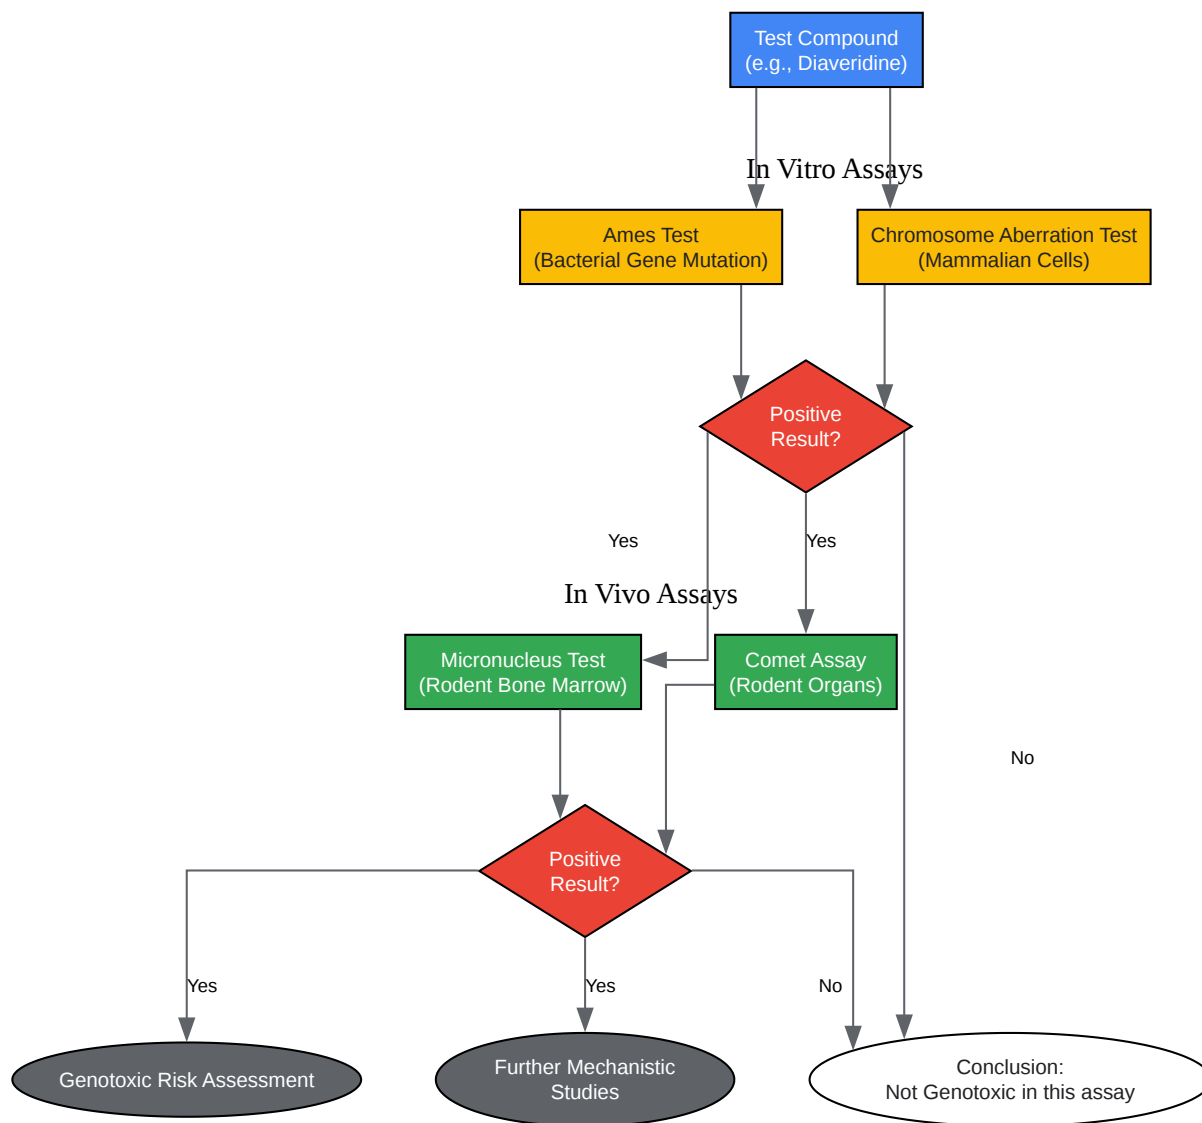 Test Compound
(e.g., Diaveridine)
In Vitro Assays
Ames Test
(Bacterial Gene Mutation)
Chromosome Aberration Test
(Mammalian Cells)
Positive
Result?
Yes
Yes
In Vivo Assays
Micronucleus Test
(Rodent Bone Marrow)
Comet Assay
(Rodent Organs)
No
Positive
Result?
Yes
Yes
No
Genotoxic Risk Assessment
Further Mechanistic
Studies
Conclusion:
Not Genotoxic in this assay